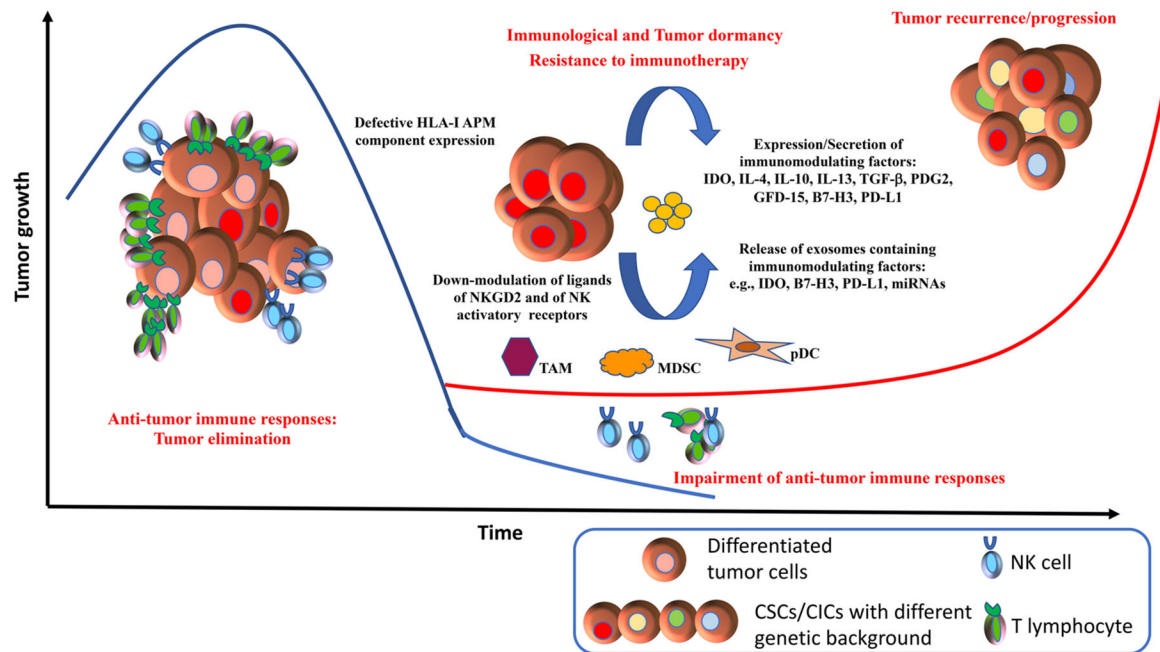 Tumor growth
Time
Anti-tumor immune responses:
Tumor elimination
Immunological and Tumor dormancy
Resistance to immunotherapy
Defective HLA-I APM
component expression
Down-modulation of ligands
of NKGD2 and of NK
activatory receptors
Expression/Secretion of
immunomodulating factors:
IDO, IL-4, IL-10, IL-13, TGF-β, PDG2,
GFD-15, B7-H3, PD-L1
Release of exosomes containing
immunomodulating factors:
e.g., IDO, B7-H3, PD-L1, miRNAs
TAM
MDSC
pDC
Impairment of anti-tumor immune responses
Tumor recurrence/progression
Differentiated
tumor cells
NK cell
CSCs/CICs with different
genetic background
T lymphocyte